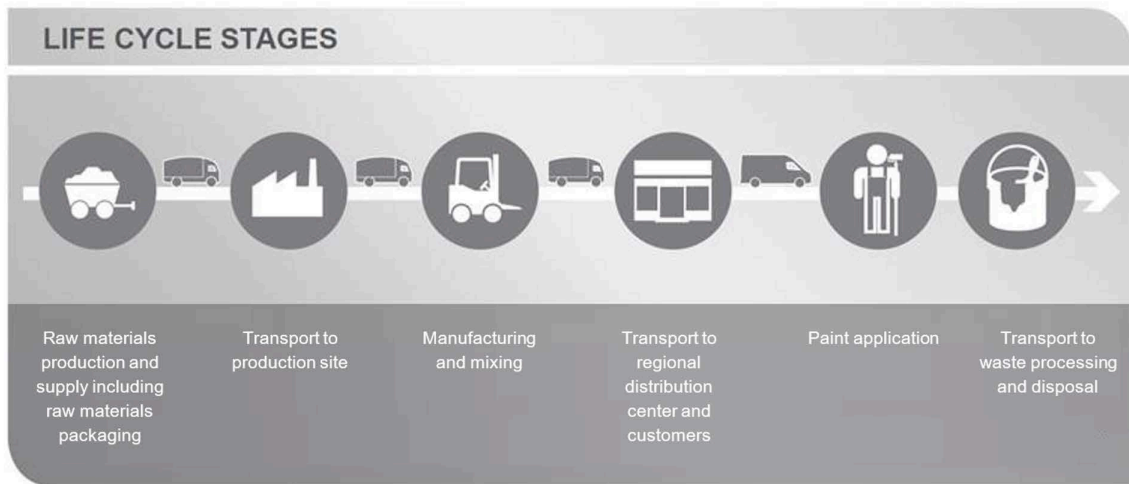 LIFE CYCLE STAGES
Raw materials
production and
supply including
raw materials
packaging
Transport to
production site
Manufacturing
and mixing
Transport to
regional
distribution
center and
customers
Paint application
Transport to
waste processing
and disposal